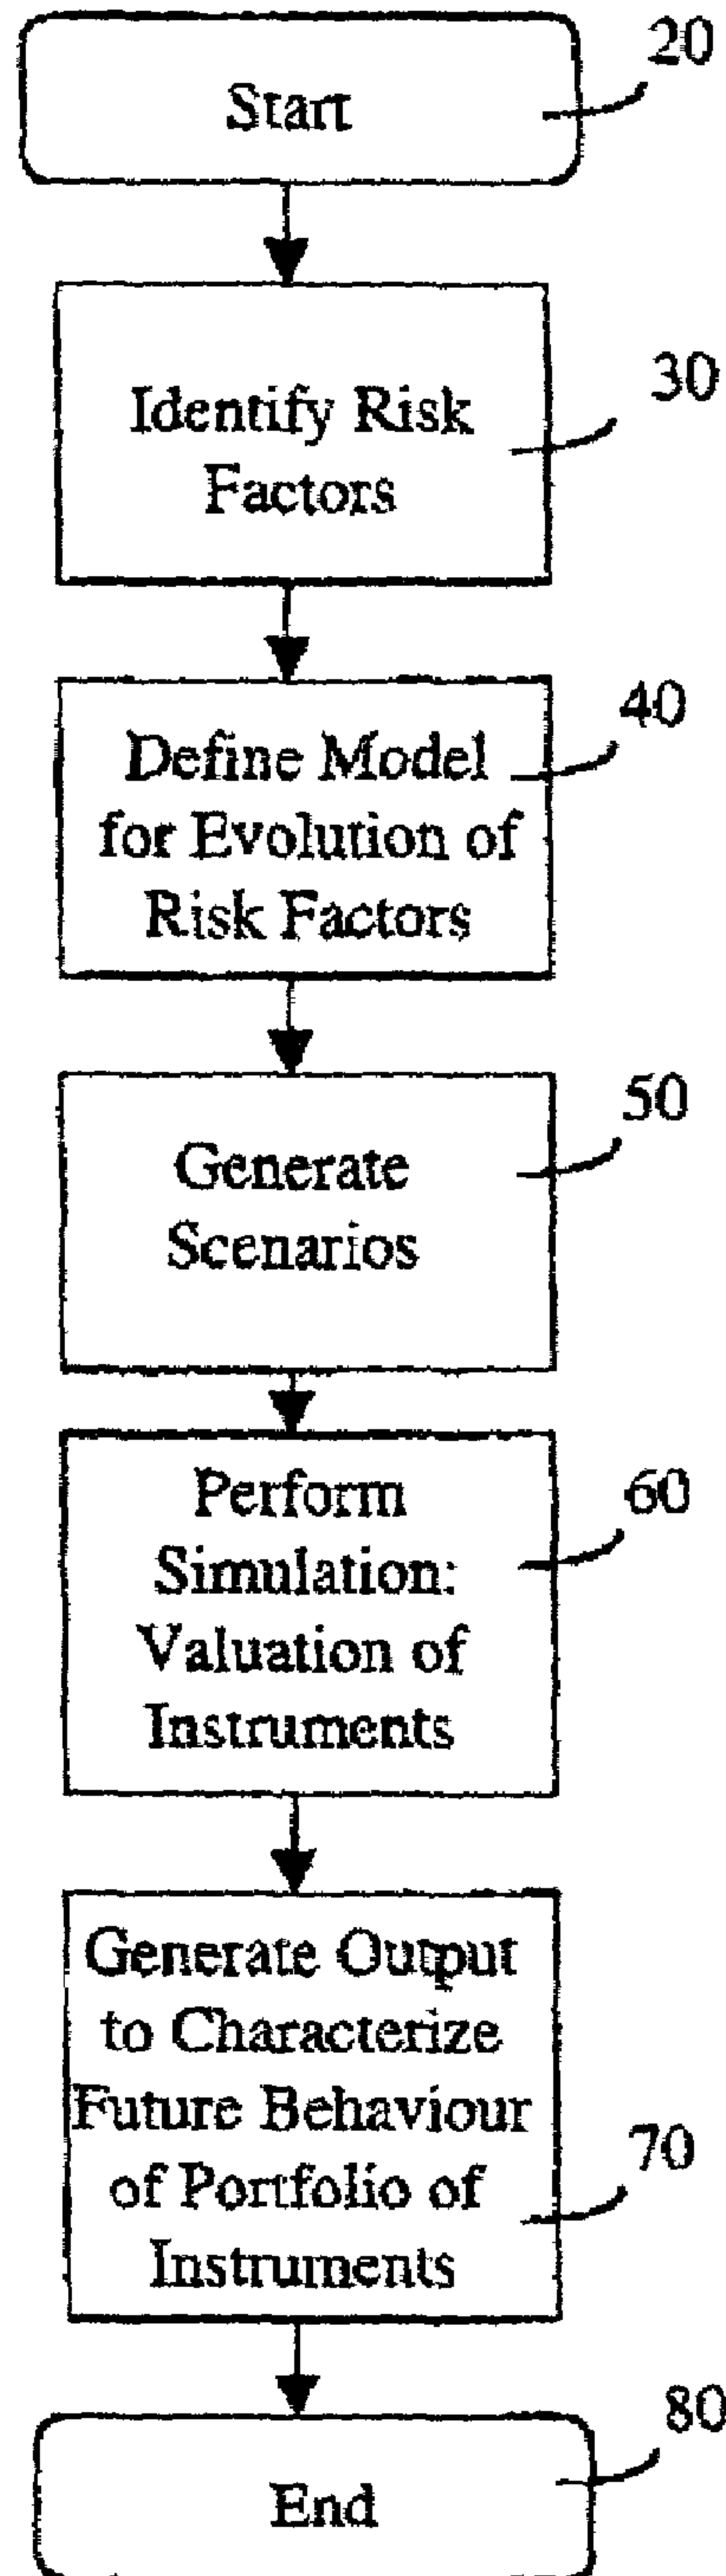 Start
20
Identify Risk
Factors
30
Define Model
for Evolution of
Risk Factors
40
Generate
Scenarios
50
Perform
Simulation:
Valuation of
Instruments
60
Generate Output
to Characterize
Future Behaviour
of Portfolio of
Instruments
70
End
80